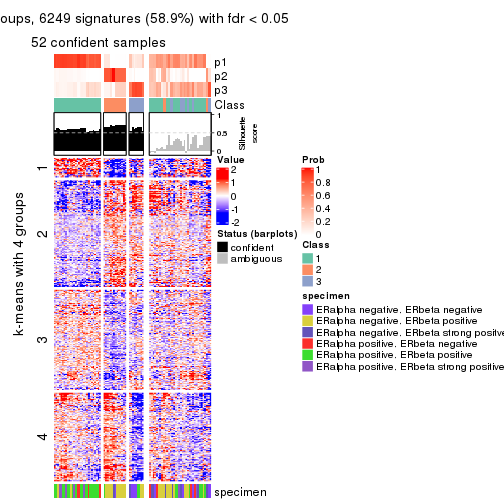 oups, 6249 signatures (58.9%) with fdr < 0.05
52 confident samples
p1
p2
p3
Class
1
0.5
0
Silhouette
score
k-means with 4 groups
1
2
3
4
Value
2
1
0
-1
-2
Status (barplots)
confident
ambiguous
Prob
1
0.8
0.6
0.4
0.2
0
Class
1
2
3
specimen
ERalpha negative. ERbeta negative
ERalpha negative. ERbeta positive
ERalpha negative. ERbeta strong positive
ERalpha positive. ERbeta negative
ERalpha positive. ERbeta positive
ERalpha positive. ERbeta strong positive
specimen